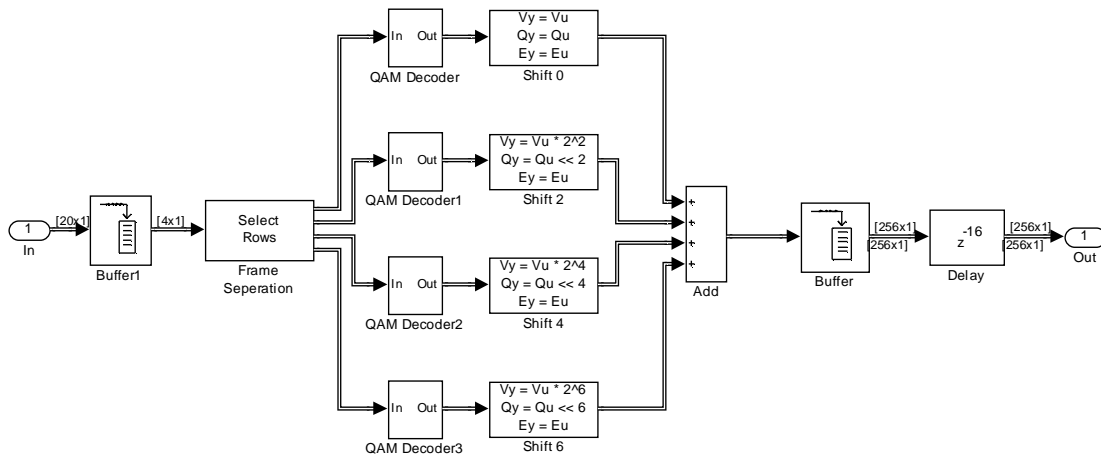 Vy = Vu
Qy = Qu
Ey = Eu
In Out
QAM Decoder
Shift 0
Vy = Vu * 2^2
Qy = Qu << 2
Ey = Eu
In Out
QAM Decoder1
Shift 2
1
In
[20x1]
Buffer1
[4x1]
Select
Rows
Frame
Seperation
Vy = Vu * 2^4
Qy = Qu << 4
Ey = Eu
In Out
QAM Decoder2
Shift 4
Vy = Vu * 2^6
Qy = Qu << 6
Ey = Eu
In Out
QAM Decoder3
Shift 6
+
+
+
+
Add
Buffer
[256x1]
[256x1]
z -16
Delay
[256x1]
[256x1]
1
Out